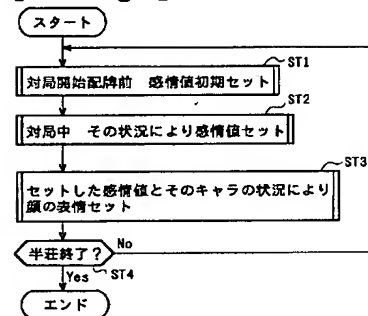 スタート
ST1
対局開始配牌前 感情値初期セット
ST2
対局中 その状況により感情値セット
ST3
セットした感情値とそのキャラの状況により
顔の表情セット
半荘終了?
No
ST4
Yes
エンド